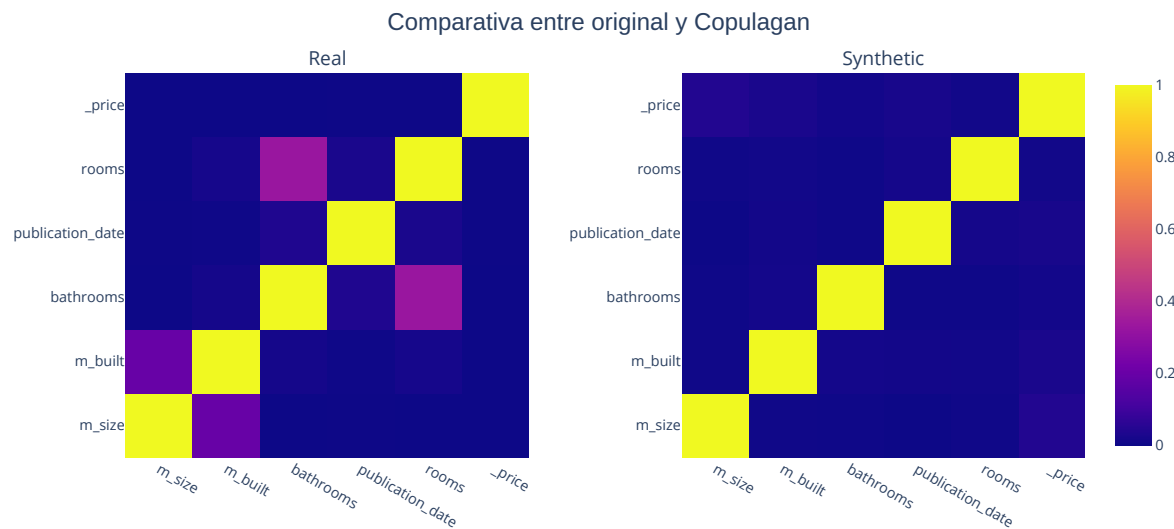 Comparativa entre original y Copulagan
Real
Synthetic
_price
rooms
publication_date
bathrooms
m_built
m_size
m_size
m_built
bathrooms
publication_date
rooms
_price
_price
rooms
publication_date
bathrooms
m_built
m_size
m_size
m_built
bathrooms
publication_date
rooms
_price
1
0.8
0.6
0.4
0.2
0